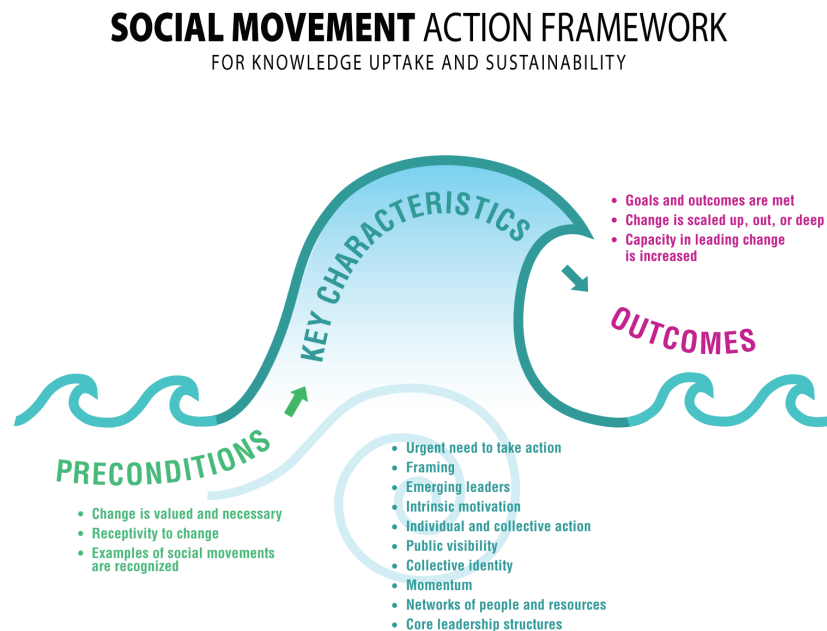 SOCIAL MOVEMENT ACTION FRAMEWORK
FOR KNOWLEDGE UPTAKE AND SUSTAINABILITY
PRECONDITIONS
• Change is valued and necessary
• Receptivity to change
• Examples of social movements
are recognized
KEY CHARACTERISTICS
• Urgent need to take action
• Framing
• Emerging leaders
• Intrinsic motivation
• Individual and collective action
• Public visibility
• Collective identity
• Momentum
• Networks of people and resources
• Core leadership structures
• Goals and outcomes are met
• Change is scaled up, out, or deep
• Capacity in leading change
is increased
OUTCOMES